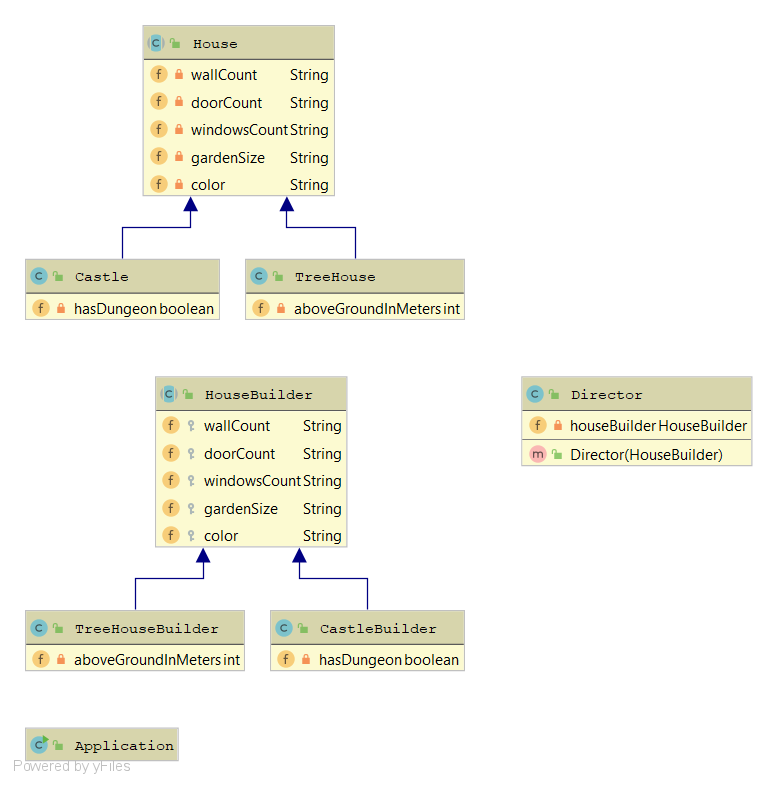 House
wallCount String
doorCount String
windowsCount String
gardenSize String
color String
Castle
hasDungeon boolean
TreeHouse
aboveGroundInMeters int
HouseBuilder
wallCount String
doorCount String
windowsCount String
gardenSize String
color String
Director
houseBuilder HouseBuilder
Director(HouseBuilder)
TreeHouseBuilder
aboveGroundInMeters int
CastleBuilder
hasDungeon boolean
Application
Powered by yFiles